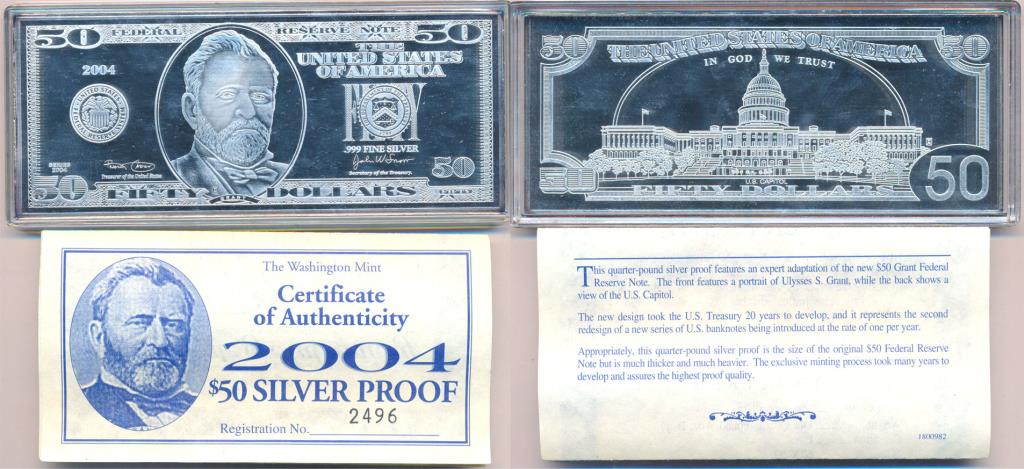 50 FEDERAL RESERVE NOTE 50
THE
UNITED STATES
OF AMERICA
2004
FIFTY
.999 FINE SILVER
John W Snow
Secretary of the Treasury.
SERIES
2004
Treasurer of the United States
50 FIFTY DOLLARS 50
GRANT
50 THE UNITED STATES OF AMERICA 50
IN GOD WE TRUST
U.S. CAPITOL
50 FIFTY DOLLARS 50
The Washington Mint
Certificate
of Authenticity
2004
$50 SILVER PROOF
2496
Registration No.
This quarter-pound silver proof features an expert adaptation of the new $50 Grant Federal
Reserve Note. The front features a portrait of Ulysses S. Grant, while the back shows a
view of the U.S. Capitol.
The new design took the U.S. Treasury 20 years to develop, and it represents the second
redesign of a new series of U.S. banknotes being introduced at the rate of one per year.
Appropriately, this quarter-pound silver proof is the size of the original $50 Federal Reserve
Note but is much thicker and much heavier. The exclusive minting process took many years to
develop and assures the highest proof quality.
1800982